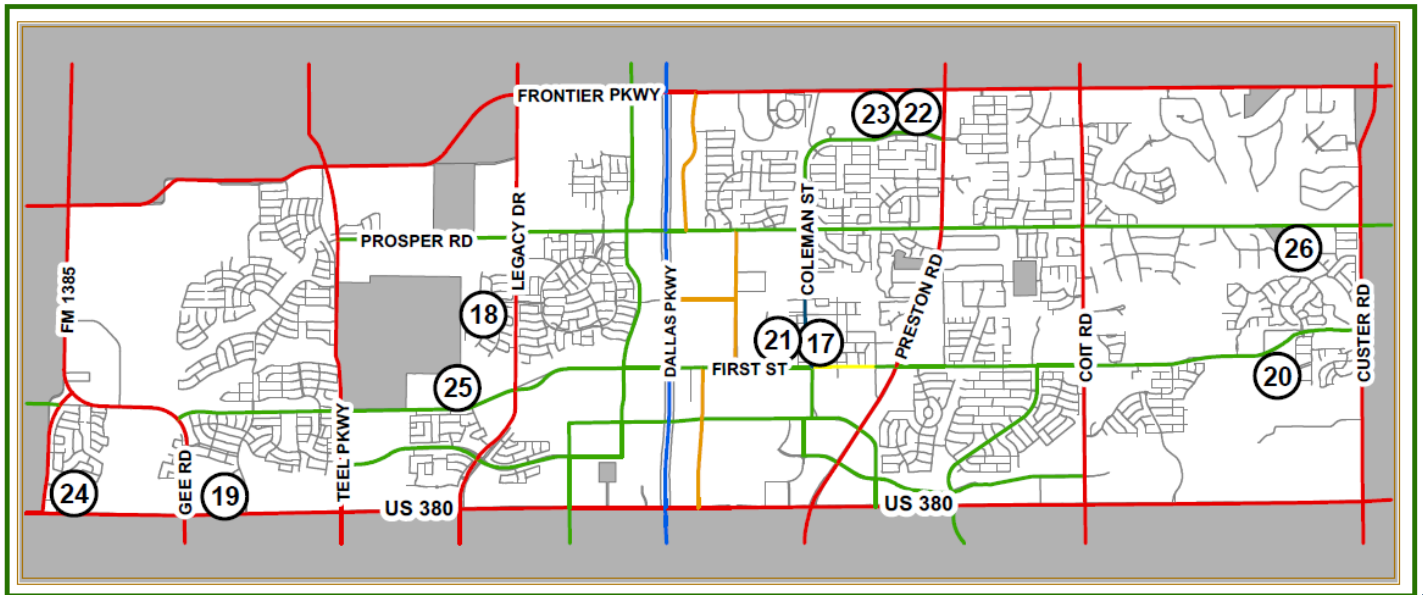 FRONTIER PKWY
23
22
LEGACY DR
COLEMAN ST
PROSPER RD
26
FM 1385
18
DALLAS PKWY
PRESTON RD
COIT RD
CUSTER RD
21
17
FIRST ST
25
20
TEEL PKWY
GEE RD
24
19
US 380
US 380